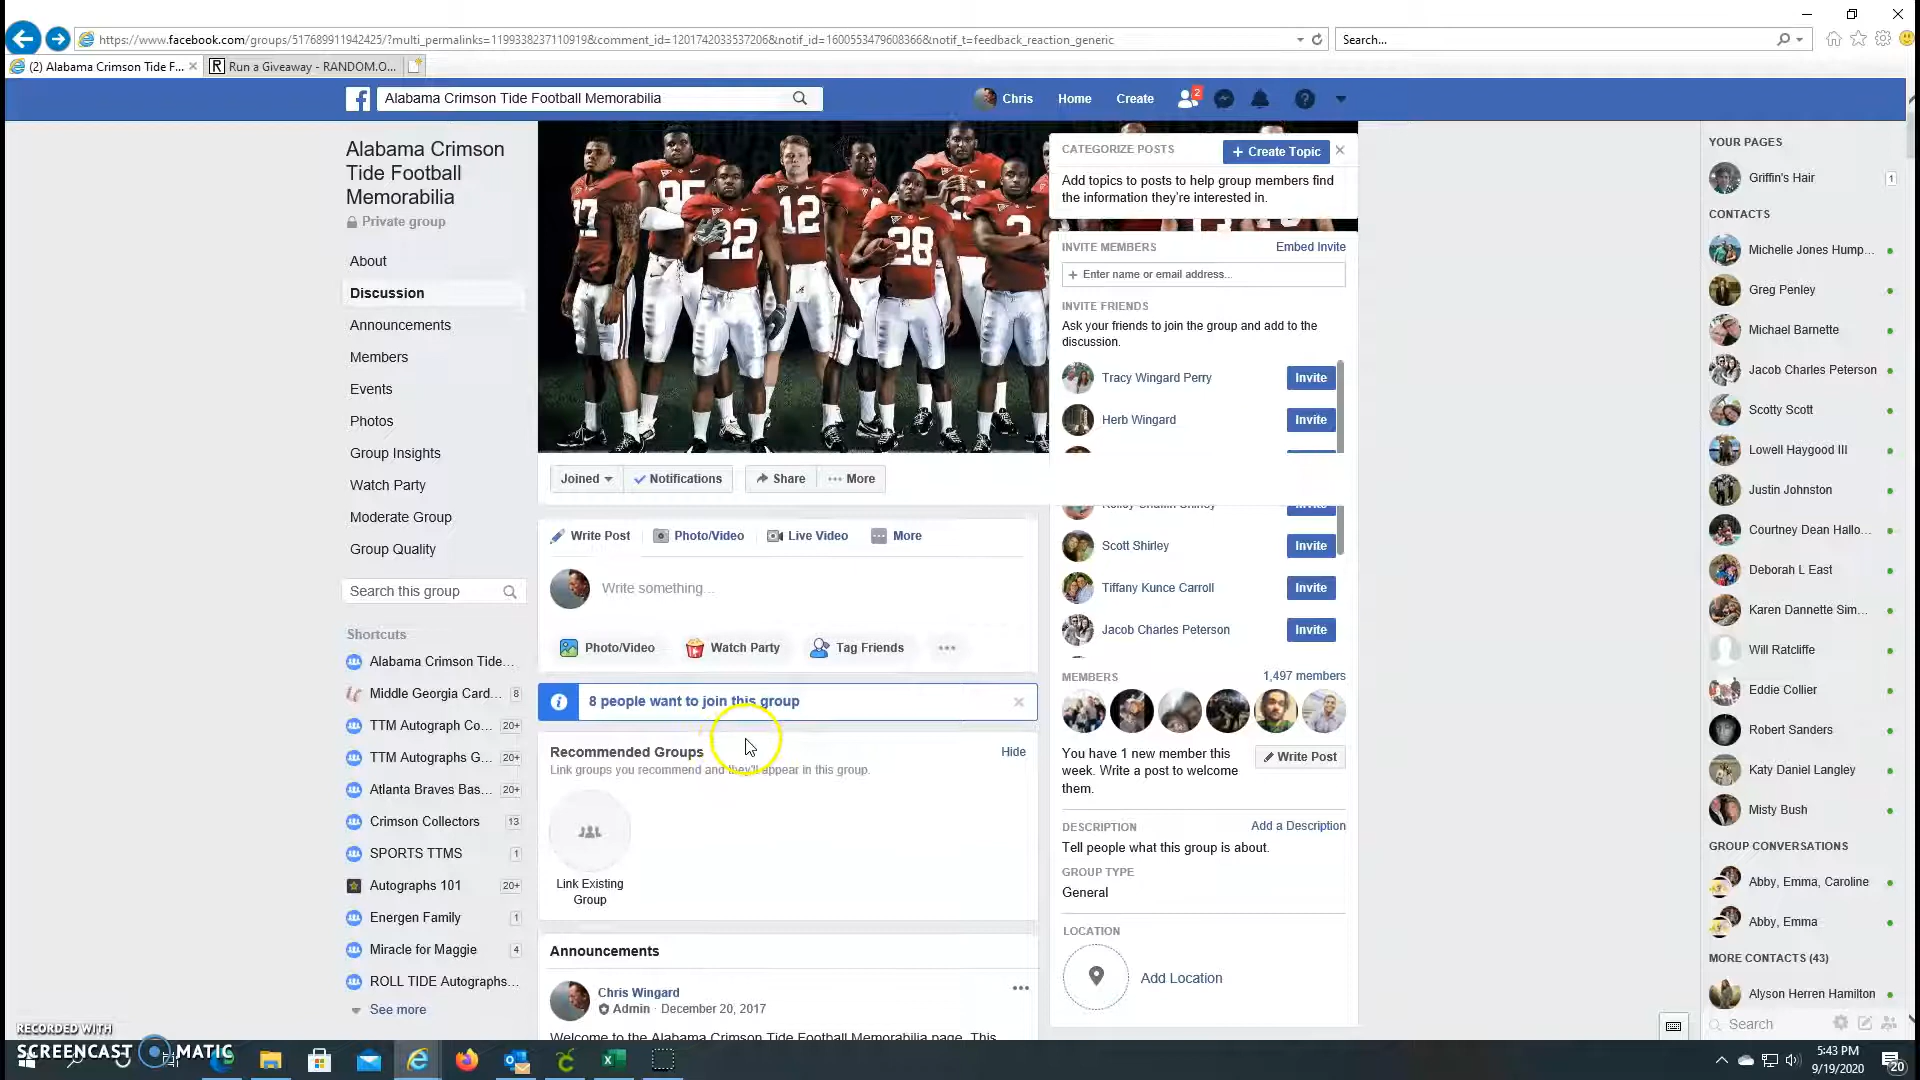 https://www.facebook.com/groups/517689911942425/?multi_permalinks=1199338237110919&comment_id=1201742033537206&notif_id=1600553479608366&notif_t=feedback_reaction_generic
Search...
(2) Alabama Crimson Tide F...
Run a Giveaway - RANDOM.O...
Alabama Crimson Tide Football Memorabilia
Chris
Home
Create
2
Alabama Crimson
Tide Football
Memorabilia
Private group
About
Discussion
Announcements
Members
Events
Photos
Group Insights
Watch Party
Moderate Group
Group Quality
Search this group
Shortcuts
Alabama Crimson Tide...
Middle Georgia Card... 8
TTM Autograph Co... 20+
TTM Autographs G... 20+
Atlanta Braves Bas... 20+
Crimson Collectors 13
SPORTS TTMS 1
Autographs 101 20+
Energen Family 1
Miracle for Maggie 4
ROLL TIDE Autographs...
See more
22
12
28
3
Joined
Notifications
Share
More
Write Post
Photo/Video
Live Video
More
Write something...
Photo/Video
Watch Party
Tag Friends
8 people want to join this group
Recommended Groups
Hide
Link groups you recommend and they'll appear in this group.
Link Existing
Group
Announcements
Chris Wingard
Admin · December 20, 2017
Welcome to the Alabama Crimson Tide Football Memorabilia page. This
CATEGORIZE POSTS
+ Create Topic
Add topics to posts to help group members find
the information they're interested in.
INVITE MEMBERS
Embed Invite
+ Enter name or email address...
INVITE FRIENDS
Ask your friends to join the group and add to the
discussion.
Tracy Wingard Perry
Invite
Herb Wingard
Invite
Scott Shirley
Invite
Tiffany Kunce Carroll
Invite
Jacob Charles Peterson
Invite
MEMBERS
1,497 members
You have 1 new member this
week. Write a post to welcome
them.
Write Post
DESCRIPTION
Add a Description
Tell people what this group is about.
GROUP TYPE
General
LOCATION
Add Location
YOUR PAGES
Griffin's Hair 1
CONTACTS
Michelle Jones Hump...
Greg Penley
Michael Barnette
Jacob Charles Peterson
Scotty Scott
Lowell Haygood III
Justin Johnston
Courtney Dean Hallo...
Deborah L East
Karen Dannette Sim...
Will Ratcliffe
Eddie Collier
Robert Sanders
Katy Daniel Langley
Misty Bush
GROUP CONVERSATIONS
Abby, Emma, Caroline
Abby, Emma
MORE CONTACTS (43)
Alyson Herren Hamilton
Search
RECORDED WITH
SCREENCAST MATIC
5:43 PM
9/19/2020
20